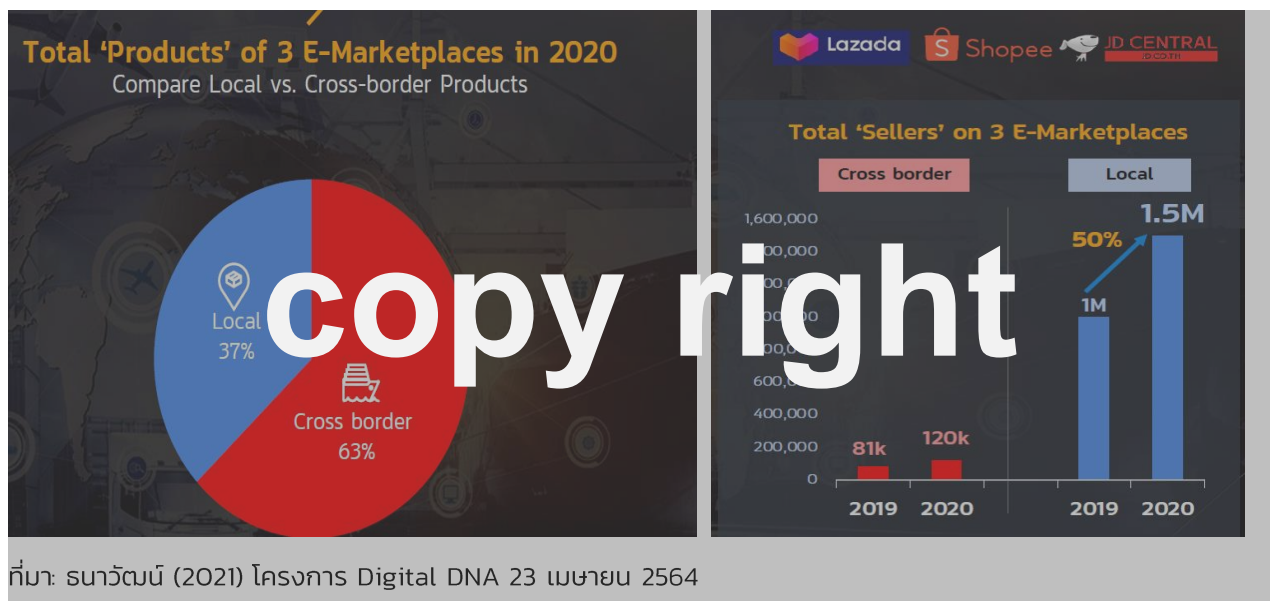 Total ‘Products’ of 3 E-Marketplaces in 2020
Compare Local vs. Cross-border Products
Local
37%
Cross border
63%
Lazada
Shopee
JD CENTRAL
JD.CO.TH
Total ‘Sellers’ on 3 E-Marketplaces
Cross border
Local
1,600,000
400,000
200,000
0
81k
120k
2019
2020
50%
1M
1.5M
2019
2020
copy right
ที่มา: ธนาวัฒน์ (2021) โครงการ Digital DNA 23 เมษายน 2564